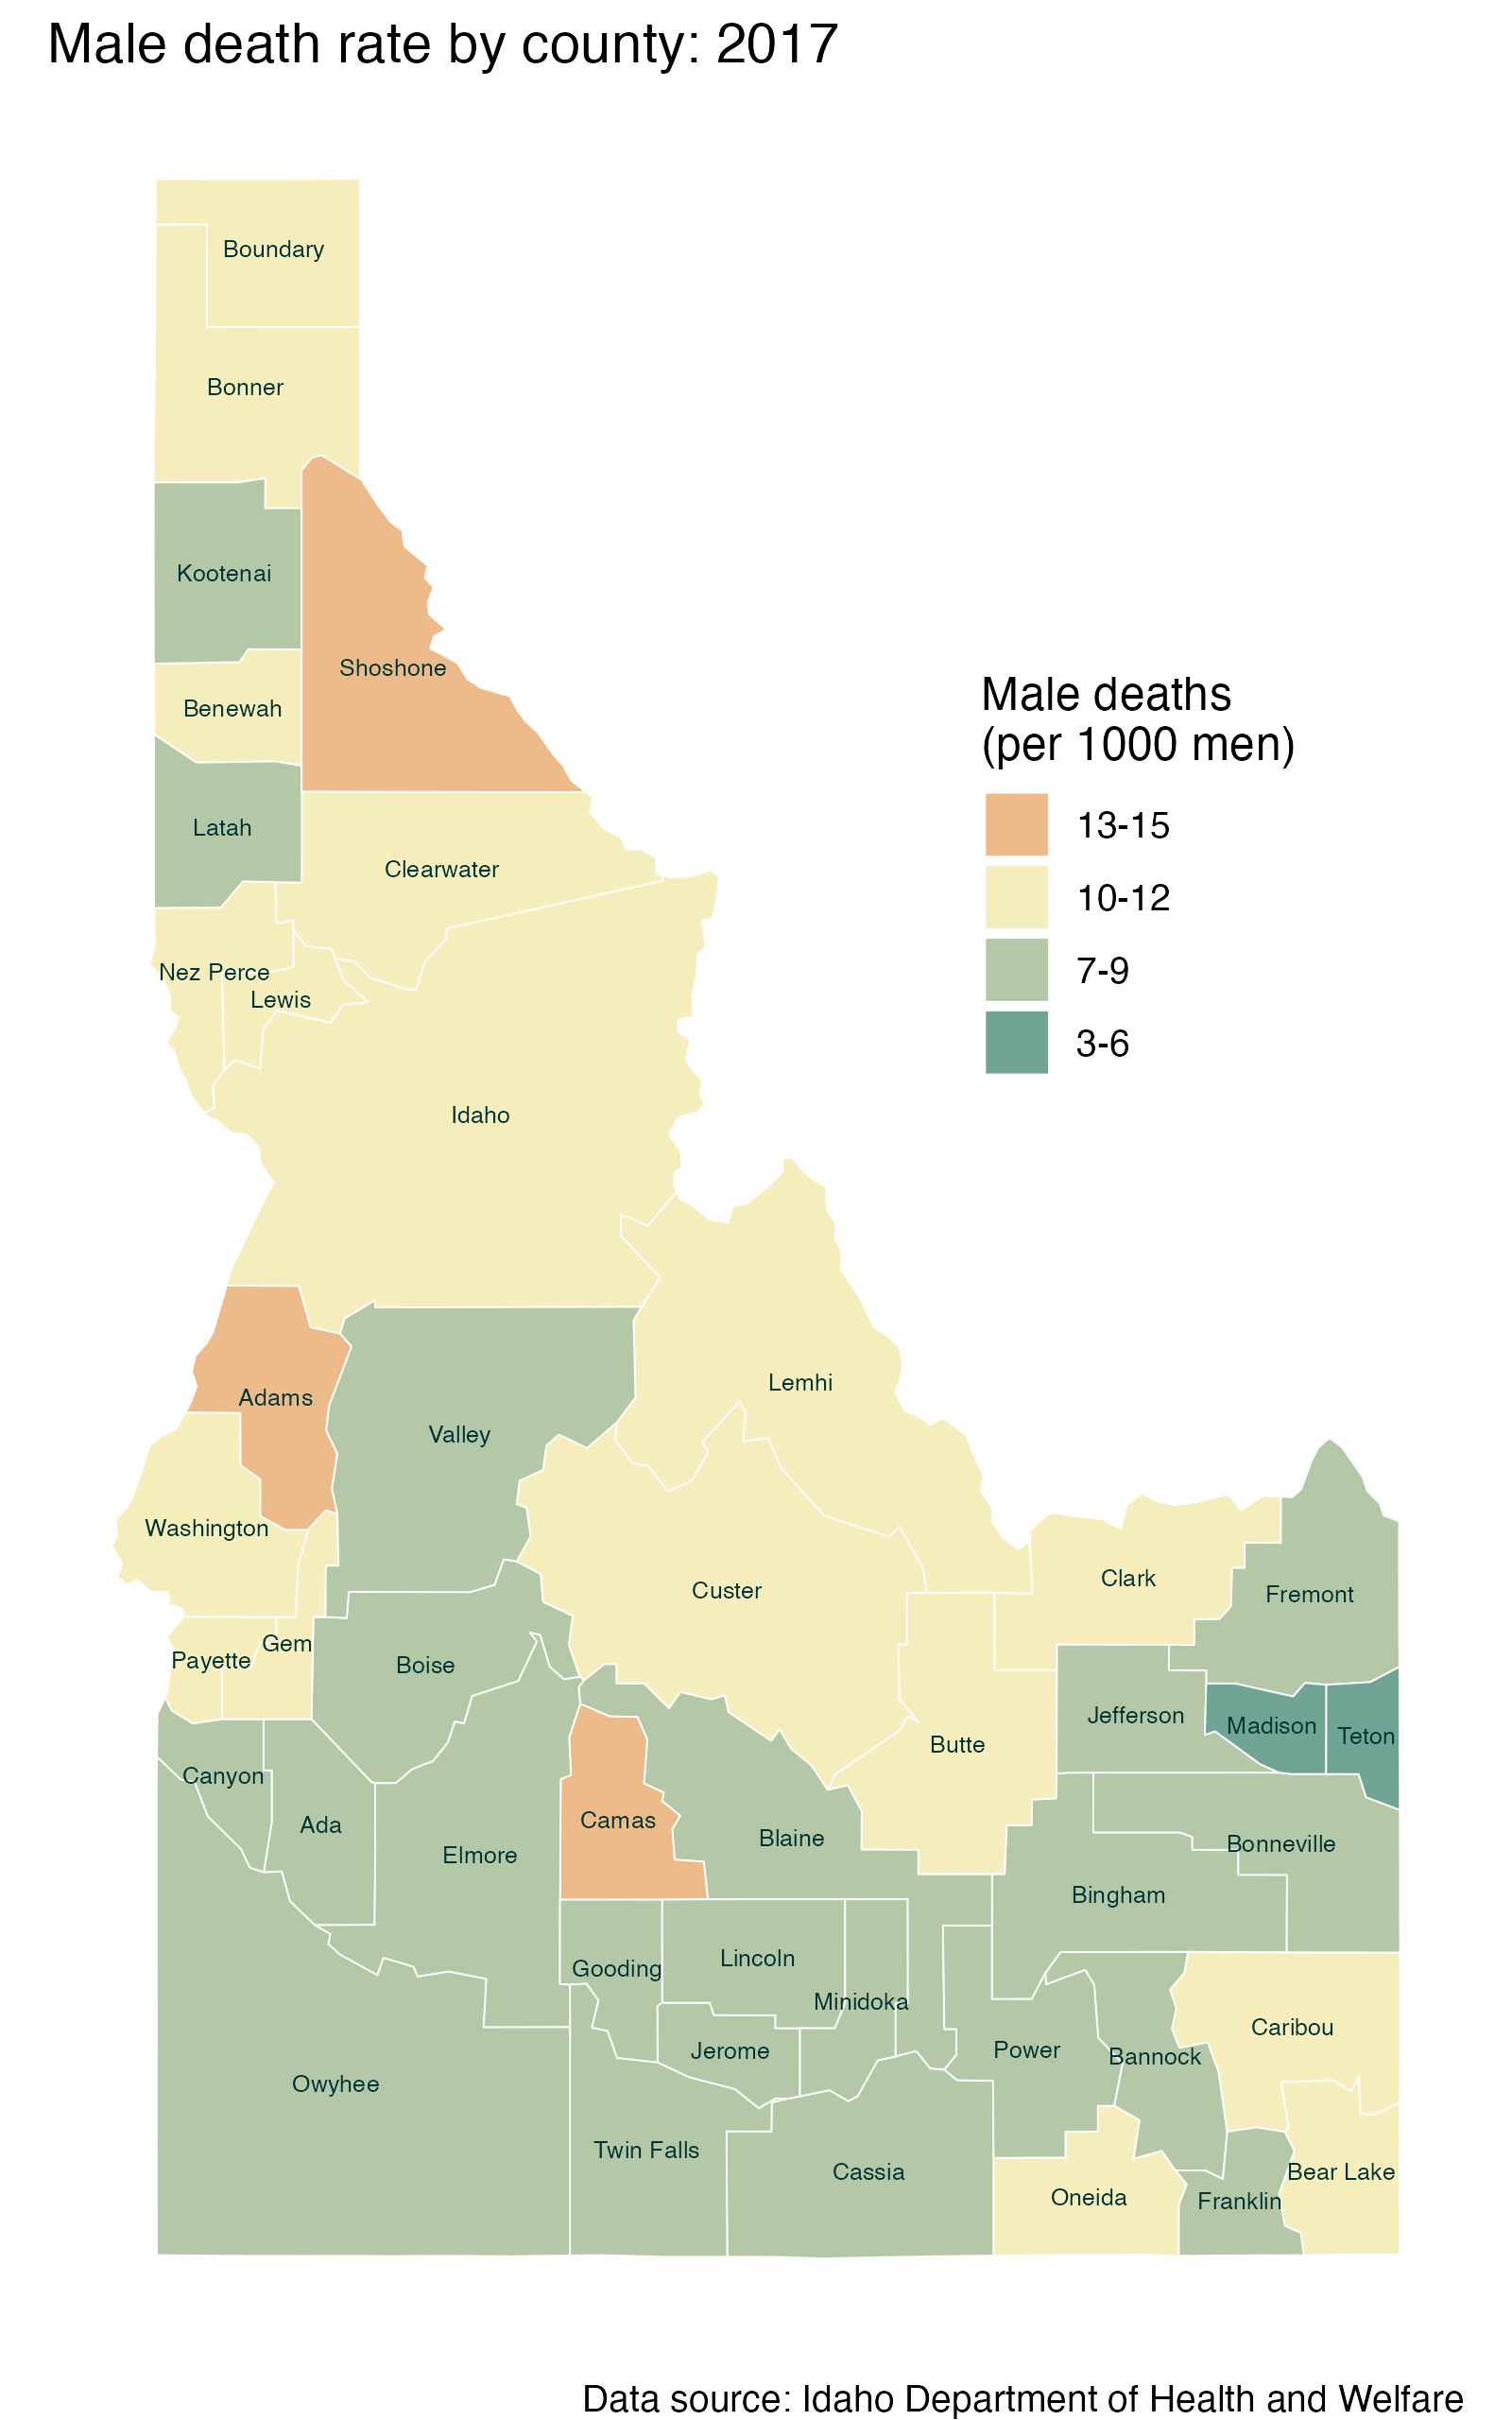 Male death rate by county: 2017
Boundary
Bonner
Kootenai
Shoshone
Benewah
Latah
Clearwater
Nez Perce
Lewis
Idaho
Male deaths
(per 1000 men)
13-15
10-12
7-9
3-6
Lemhi
Adams
Valley
Washington
Custer
Clark
Fremont
Gem
Payette
Boise
Jefferson
Madison
Teton
Butte
Canyon
Ada
Camas
Blaine
Elmore
Bonneville
Bingham
Gooding
Lincoln
Minidoka
Caribou
Jerome
Power
Bannock
Owyhee
Twin Falls
Cassia
Bear Lake
Oneida
Franklin
Data source: Idaho Department of Health and Welfare